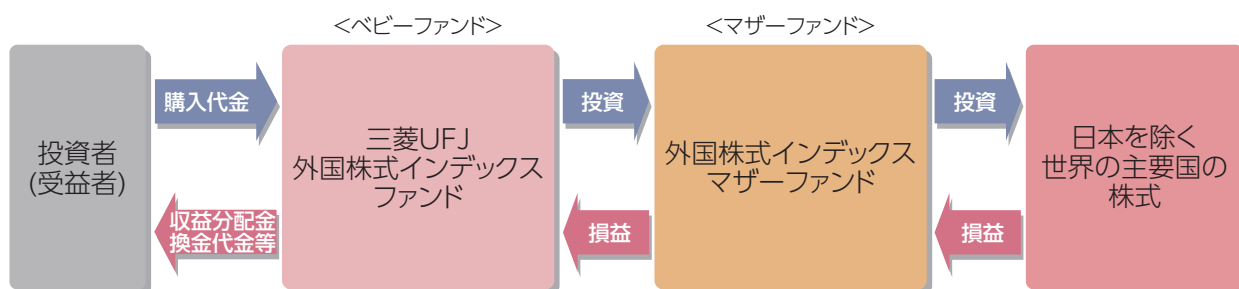 <ベビーファンド>
<マザーファンド>
投資者
(受益者)
購入代金
収益分配金
換金代金等
三菱UFJ
外国株式インデックス
ファンド
投資
損益
外国株式インデックス
マザーファンド
投資
損益
日本を除く
世界の主要国の
株式